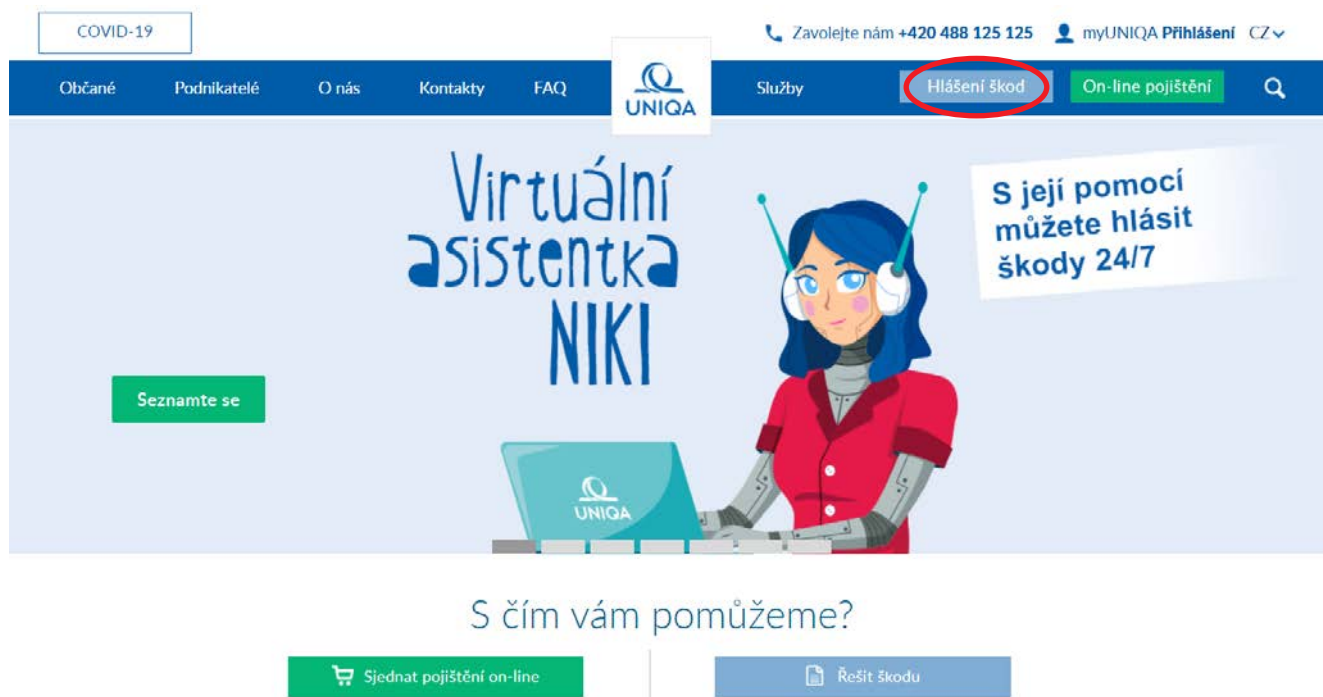 COVID-19
Zavolejte nám +420 488 125 125
myUNIQA Přihlášení
CZ
Občané
Podnikatelé
O nás
Kontakty
FAQ
UNIQA
Služby
Hlášení škod
On-line pojištění
Virtuální
asistentka
NIKI
S její pomocí
můžete hlásit
škody 24/7
Seznamte se
UNIQA
S čím vám pomůžeme?
Sjednat pojištění on-line
Řešit škodu